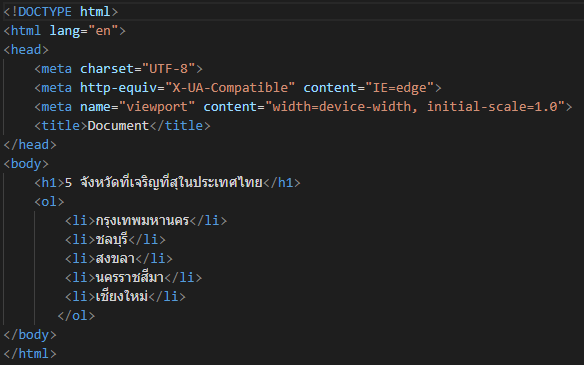 <!DOCTYPE html>
<html lang="en">
<head>
    <meta charset="UTF-8">
    <meta http-equiv="X-UA-Compatible" content="IE=edge">
    <meta name="viewport" content="width=device-width, initial-scale=1.0">
    <title>Document</title>
</head>
<body>
    <h1>5 จังหวัดที่เจริญที่สุในประเทศไทย</h1>
    <ol>
        <li>กรุงเทพมหานคร</li>
        <li>ชลบุรี</li>
        <li>สงขลา</li>
        <li>นครราชสีมา</li>
        <li>เชียงใหม่</li>
       </ol>
</body>
</html>